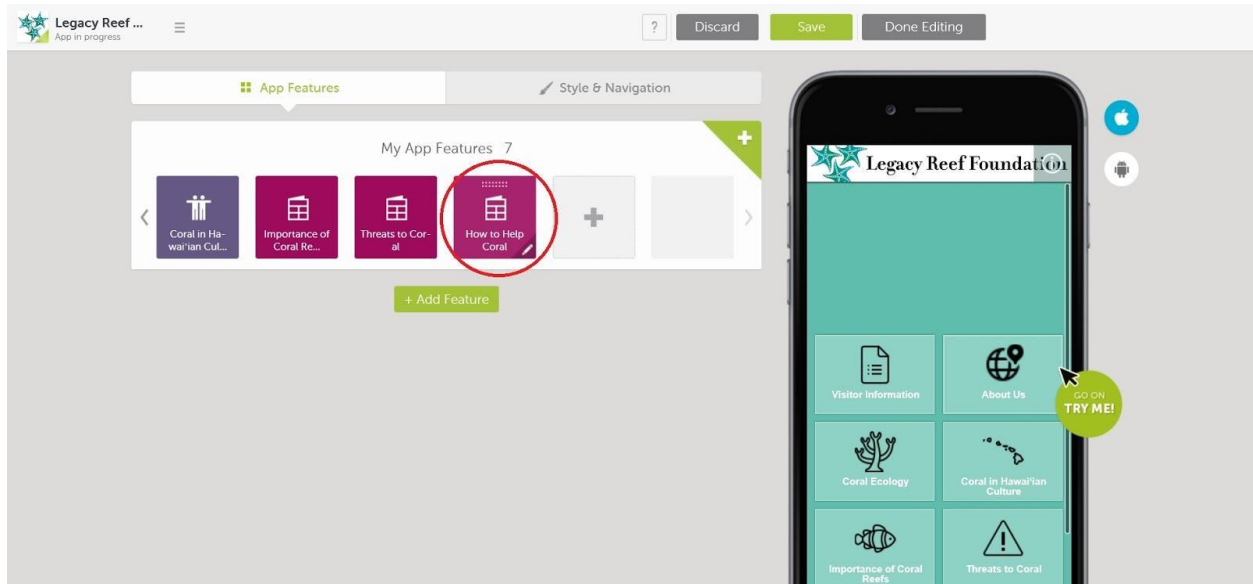 Legacy Reef ...
App in progress
?
Discard
Save
Done Editing
App Features
Style & Navigation
My App Features 7
Coral in Ha-
wai'ian Cul...
Importance of
Coral Re...
Threats to Cor-
al
How to Help
Coral
+ Add Feature
Legacy Reef Foundation
Visitor Information
About Us
GO ON
TRY ME!
Coral Ecology
Coral in Hawai'ian
Culture
Importance of Coral
Reefs
Threats to Coral